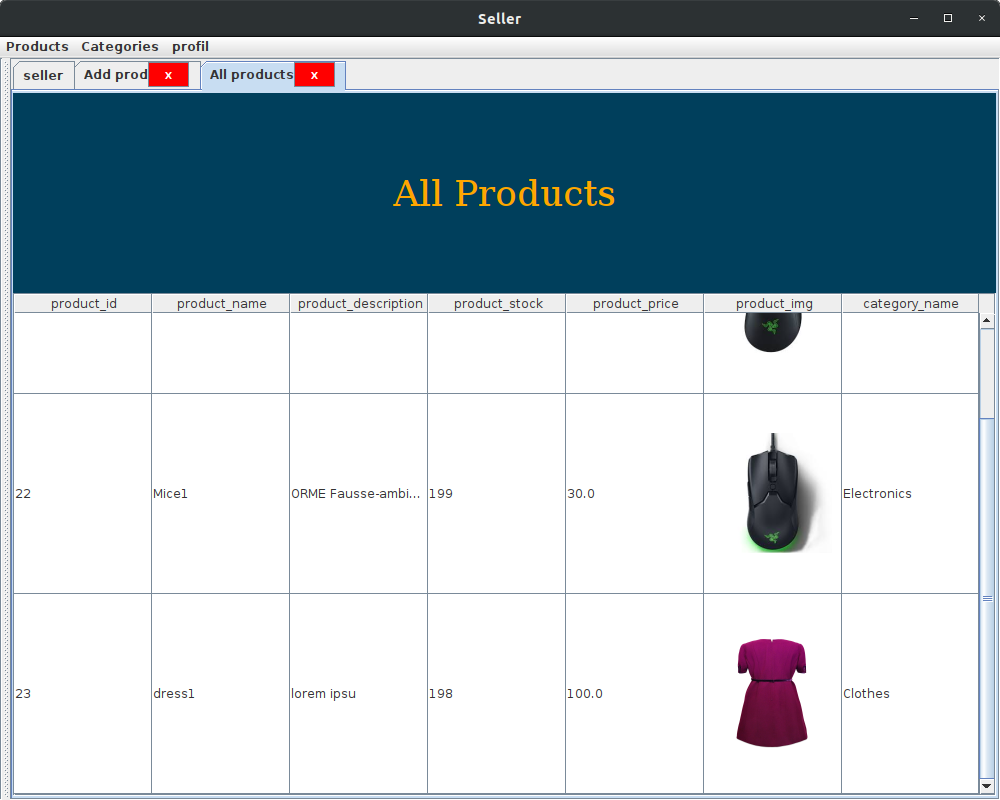 Seller
Products Categories profil
seller Add prod x All products x
All Products
product_id product_name product_description product_stock product_price product_img category_name
22 Mice1 ORME Fausse-ambi... 199 30.0 Electronics
23 dress1 lorem ipsu 198 100.0 Clothes